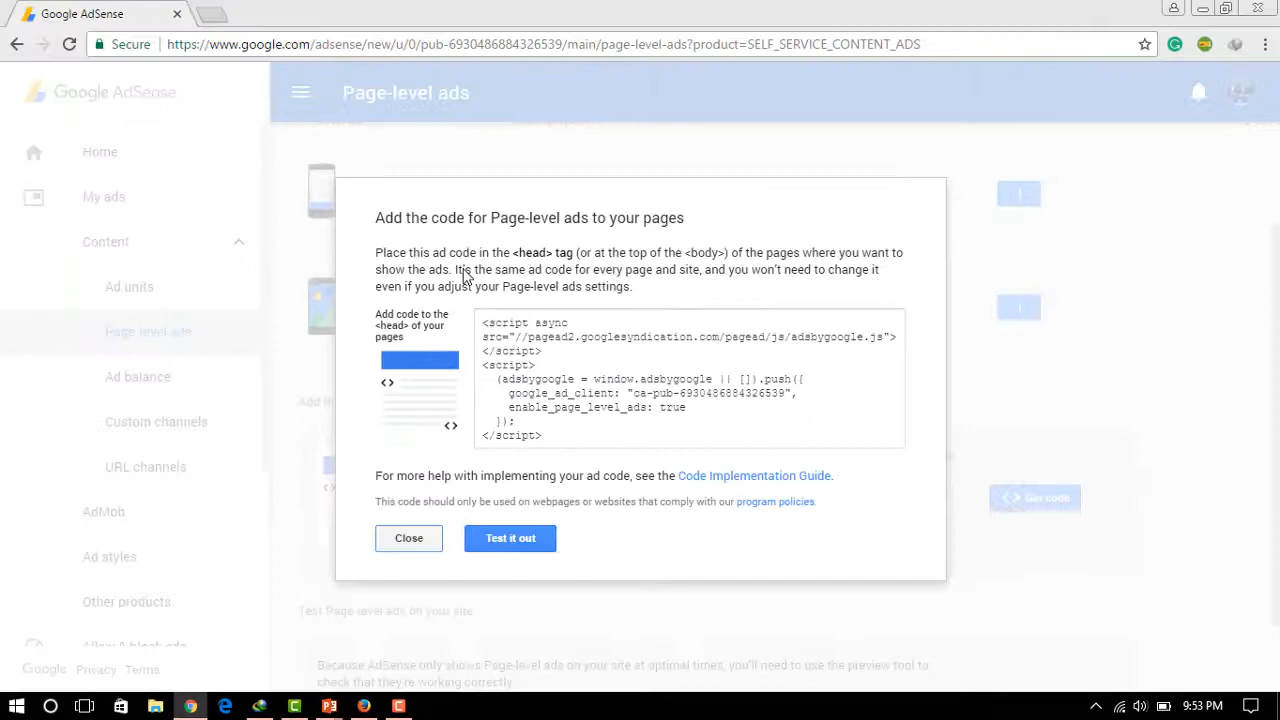 Google AdSense
Secure https://www.google.com/adsense/new/u/0/pub-6930486884326539/main/page-level-ads?product=SELF_SERVICE_CONTENT_ADS
Google AdSense
Page-level ads
Home
My ads
Content
Ad units
Page-level ads
Ad balance
Custom channels
URL channels
AdMob
Ad styles
Other products
Allow & block ads
Google Privacy Terms
Add the code for Page-level ads to your pages
Place this ad code in the <head> tag (or at the top of the <body>) of the pages where you want to
show the ads. It's the same ad code for every page and site, and you won't need to change it
even if you adjust your Page-level ads settings.
Add code to the
<head> of your
pages
<script async
src="//pagead2.googlesyndication.com/pagead/js/adsbygoogle.js">
</script>
<script>
(adsbygoogle = window.adsbygoogle || []).push({
google_ad_client: "ca-pub-6930486884326539",
enable_page_level_ads: true
});
</script>
For more help with implementing your ad code, see the Code Implementation Guide.
This code should only be used on webpages or websites that comply with our program policies.
Close
Test it out
<> Get code
Test Page-level ads on your site
Because AdSense only shows Page-level ads on your site at optimal times, you'll need to use the preview tool to
check that they're working correctly
9:53 PM